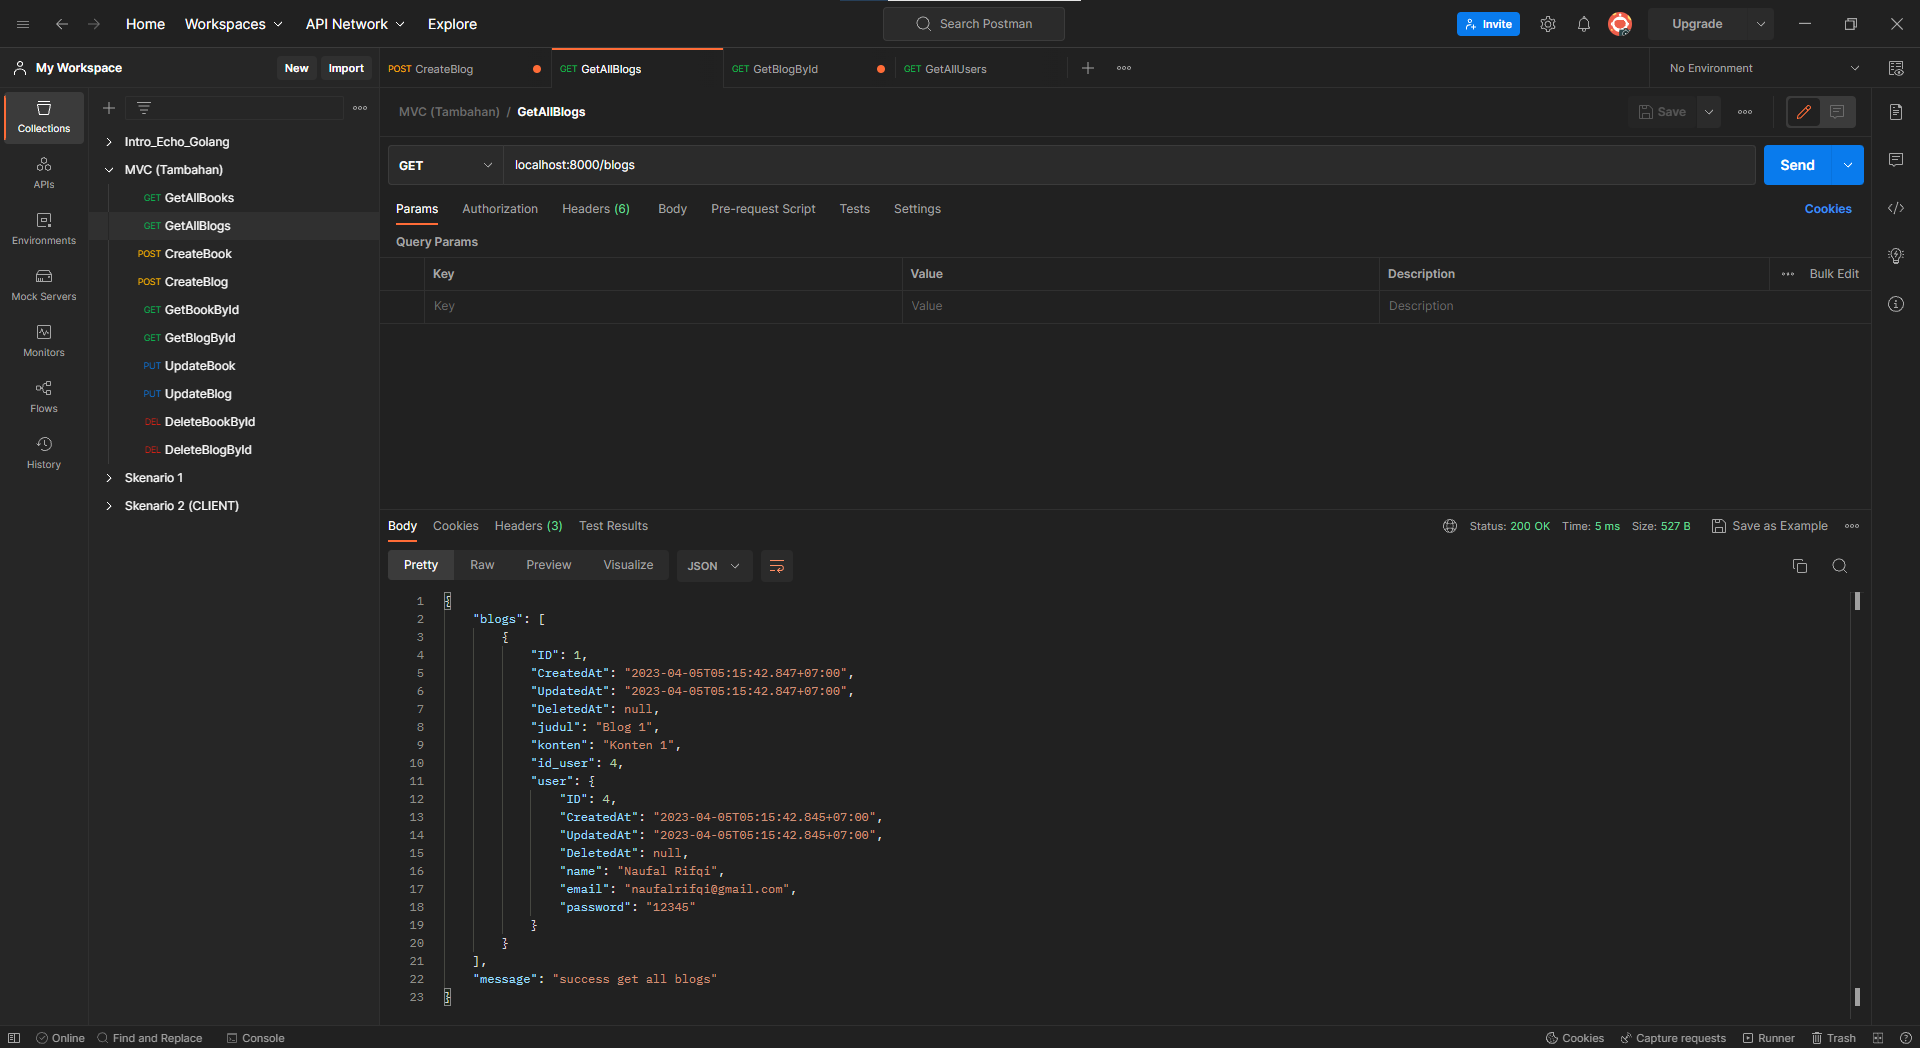 Home Workspaces API Network Explore Search Postman Invite Upgrade
My Workspace New Import
POST CreateBlog GET GetAllBlogs GET GetBlogById GET GetAllUsers No Environment
Collections
APIs
Environments
Mock Servers
Monitors
Flows
History
Intro_Echo_Golang
MVC (Tambahan)
GET GetAllBooks
GET GetAllBlogs
POST CreateBook
POST CreateBlog
GET GetBookById
GET GetBlogById
PUT UpdateBook
PUT UpdateBlog
DEL DeleteBookById
DEL DeleteBlogById
Skenario 1
Skenario 2 (CLIENT)
MVC (Tambahan) / GetAllBlogs Save
GET localhost:8000/blogs Send
Params Authorization Headers (6) Body Pre-request Script Tests Settings Cookies
Query Params
Key Value Description Bulk Edit
Key Value Description
Body Cookies Headers (3) Test Results Status: 200 OK Time: 5 ms Size: 527 B Save as Example
Pretty Raw Preview Visualize JSON
1 {
2 "blogs": [
3 {
4 "ID": 1,
5 "CreatedAt": "2023-04-05T05:15:42.847+07:00",
6 "UpdatedAt": "2023-04-05T05:15:42.847+07:00",
7 "DeletedAt": null,
8 "judul": "Blog 1",
9 "konten": "Konten 1",
10 "id_user": 4,
11 "user": {
12 "ID": 4,
13 "CreatedAt": "2023-04-05T05:15:42.845+07:00",
14 "UpdatedAt": "2023-04-05T05:15:42.845+07:00",
15 "DeletedAt": null,
16 "name": "Naufal Rifqi",
17 "email": "naufalrifqi@gmail.com",
18 "password": "12345"
19 }
20 }
21 ],
22 "message": "success get all blogs"
23 }
Online Find and Replace Console Cookies Capture requests Runner Trash